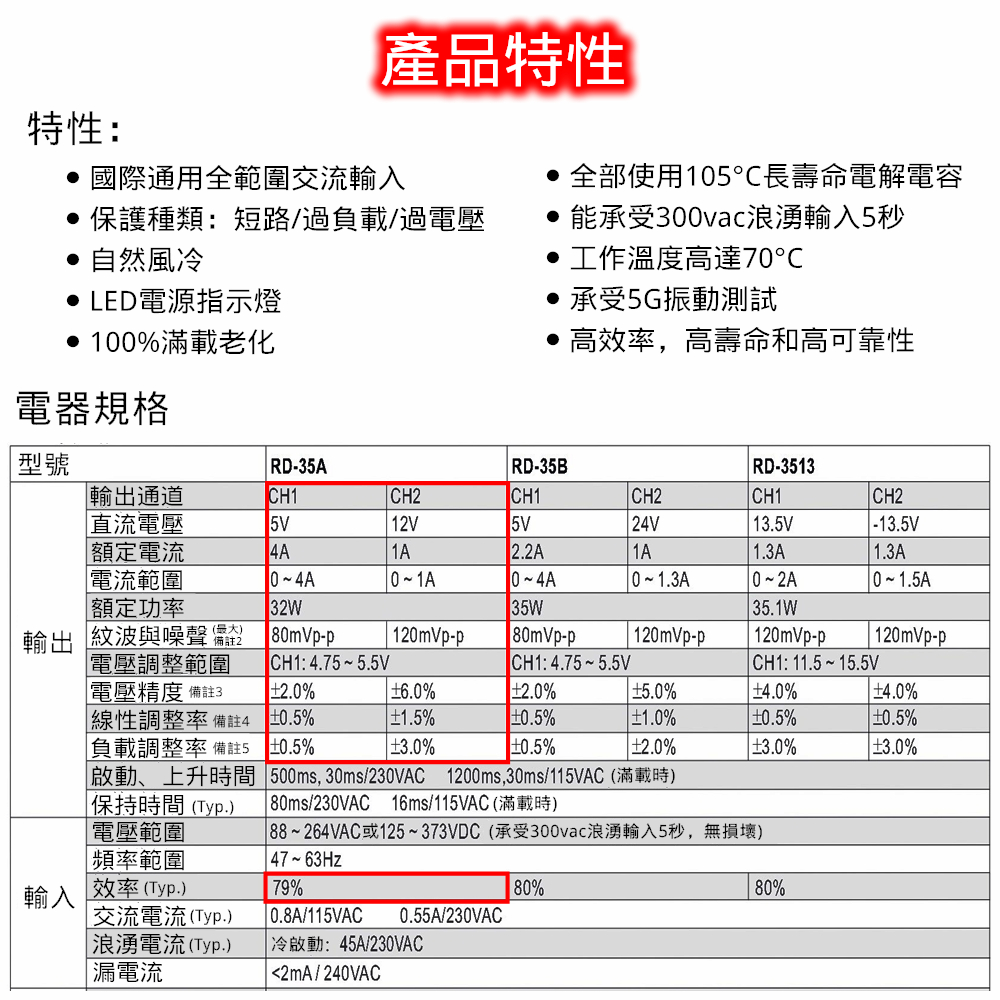 產品特性
特性：
● 國際通用全範圍交流輸入
● 保護種類：短路/過負載/過電壓
● 自然風冷
● LED電源指示燈
● 100%滿載老化
● 全部使用105°C長壽命電解電容
● 能承受300vac浪湧輸入5秒
● 工作溫度高達70°C
● 承受5G振動測試
● 高效率，高壽命和高可靠性
電器規格
型號 RD-35A RD-35B RD-3513
輸出
輸出通道 CH1 CH2 CH1 CH2 CH1 CH2
直流電壓 5V 12V 5V 24V 13.5V -13.5V
額定電流 4A 1A 2.2A 1A 1.3A 1.3A
電流範圍 0 ~ 4A 0 ~ 1A 0 ~ 4A 0 ~ 1.3A 0 ~ 2A 0 ~ 1.5A
額定功率 32W 35W 35.1W
紋波與噪聲 (最大) 備註2 80mVp-p 120mVp-p 80mVp-p 120mVp-p 120mVp-p 120mVp-p
電壓調整範圍 CH1: 4.75 ~ 5.5V CH1: 4.75 ~ 5.5V CH1: 11.5 ~ 15.5V
電壓精度 備註3 ±2.0% ±6.0% ±2.0% ±5.0% ±4.0% ±4.0%
線性調整率 備註4 ±0.5% ±1.5% ±0.5% ±1.0% ±0.5% ±0.5%
負載調整率 備註5 ±0.5% ±3.0% ±0.5% ±2.0% ±3.0% ±3.0%
啟動、上升時間 500ms, 30ms/230VAC 1200ms,30ms/115VAC (滿載時)
保持時間 (Typ.) 80ms/230VAC 16ms/115VAC (滿載時)
輸入
電壓範圍 88 ~ 264VAC或125 ~ 373VDC (承受300vac浪湧輸入5秒，無損壞)
頻率範圍 47 ~ 63Hz
效率 (Typ.) 79% 80% 80%
交流電流 (Typ.) 0.8A/115VAC 0.55A/230VAC
浪湧電流 (Typ.) 冷啟動：45A/230VAC
漏電流 <2mA / 240VAC